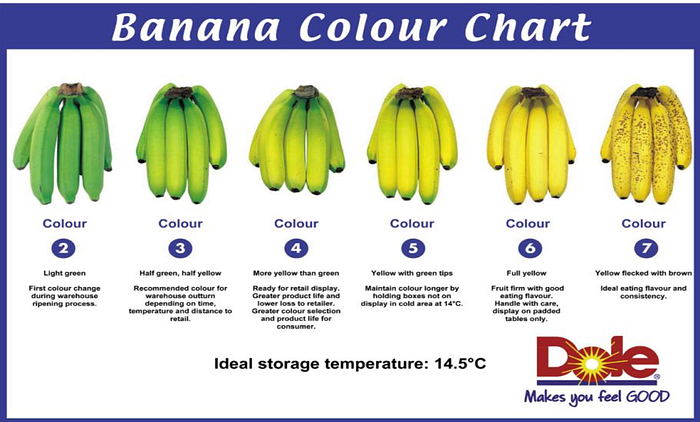 Banana Colour Chart
Colour
2
Light green
First colour change
during warehouse
ripening process.
Colour
3
Half green, half yellow
Recommended colour for
warehouse outturn
depending on time,
temperature and distance to
retail.
Colour
4
More yellow than green
Ready for retail display.
Greater product life and
lower loss to retailer.
Greater colour selection
and product life for
consumer.
Colour
5
Yellow with green tips
Maintain colour longer by
holding boxes not on
display in cold area at 14°C.
Colour
6
Full yellow
Fruit firm with good
eating flavour.
Handle with care,
display on padded
tables only.
Colour
7
Yellow flecked with brown
Ideal eating flavour and
consistency.
Ideal storage temperature: 14.5°C
Dole®
Makes you feel GOOD